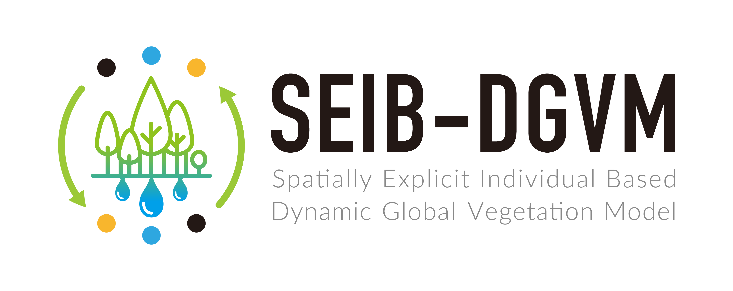 SEIB-DGVM
Spatially Explicit Individual Based
Dynamic Global Vegetation Model